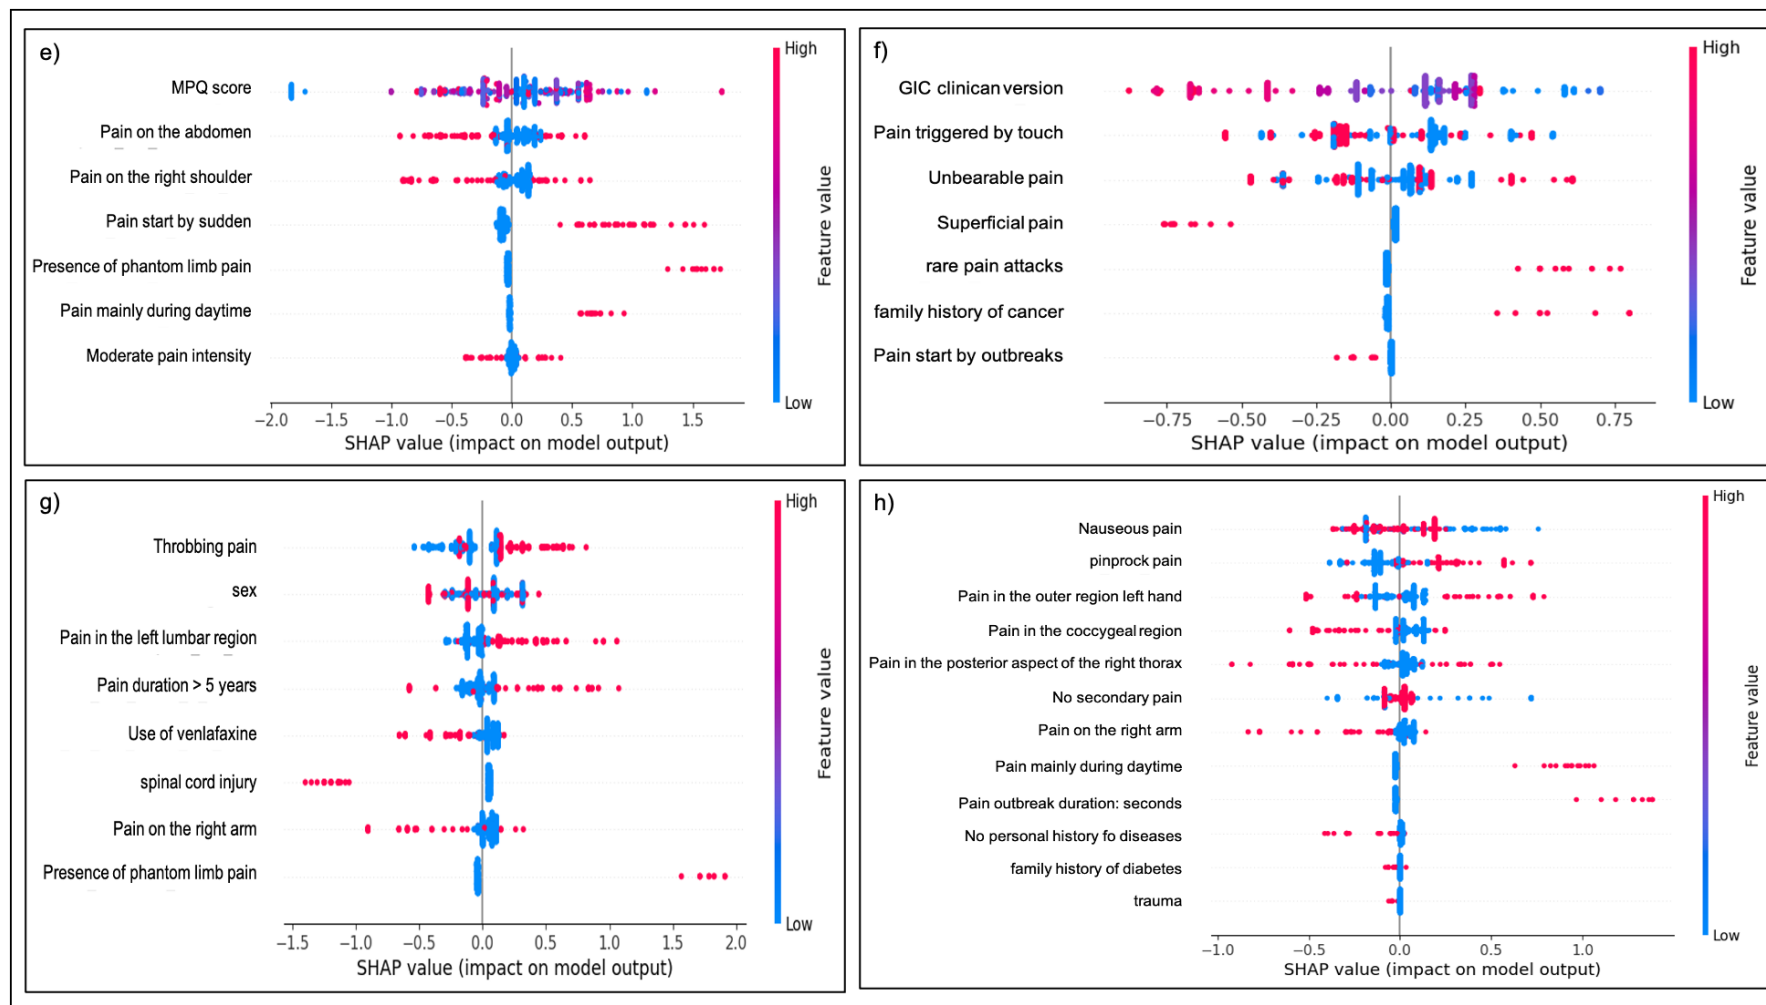 e)
High
MPQ score
Pain on the abdomen
Pain on the right shoulder
Pain start by sudden
Presence of phantom limb pain
Pain mainly during daytime
Moderate pain intensity
Feature value
Low
−2.0 −1.5 −1.0 −0.5 0.0 0.5 1.0 1.5
SHAP value (impact on model output)
f)
High
GIC clinican version
Pain triggered by touch
Unbearable pain
Superficial pain
rare pain attacks
family history of cancer
Pain start by outbreaks
Feature value
Low
−0.75 −0.50 −0.25 0.00 0.25 0.50 0.75
SHAP value (impact on model output)
g)
High
Throbbing pain
sex
Pain in the left lumbar region
Pain duration > 5 years
Use of venlafaxine
spinal cord injury
Pain on the right arm
Presence of phantom limb pain
Feature value
Low
−1.5 −1.0 −0.5 0.0 0.5 1.0 1.5 2.0
SHAP value (impact on model output)
h)
High
Nauseous pain
pinprock pain
Pain in the outer region left hand
Pain in the coccygeal region
Pain in the posterior aspect of the right thorax
No secondary pain
Pain on the right arm
Pain mainly during daytime
Pain outbreak duration: seconds
No personal history fo diseases
family history of diabetes
trauma
Feature value
Low
−1.0 −0.5 0.0 0.5 1.0
SHAP value (impact on model output)